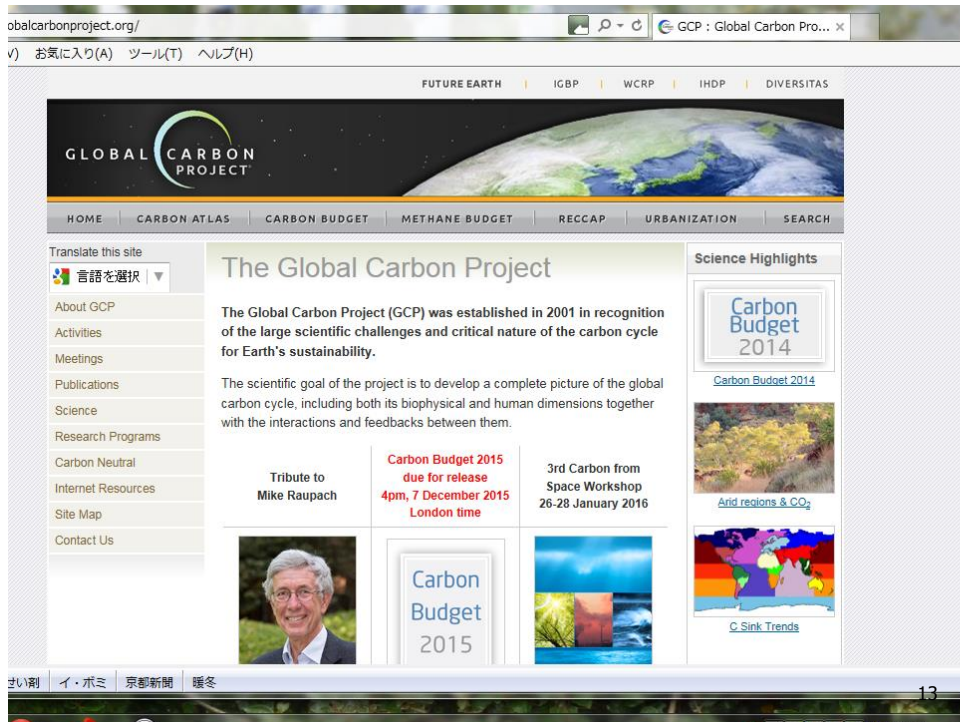 obalcarbonproject.org/
GCP : Global Carbon Pro... ×
V) お気に入り(A) ツール(T) ヘルプ(H)
FUTURE EARTH | IGBP | WCRP | IHDP | DIVERSITAS
GLOBAL CARBON
PROJECT
HOME CARBON ATLAS CARBON BUDGET METHANE BUDGET RECCAP URBANIZATION SEARCH
Translate this site
言語を選択 ▼
About GCP
Activities
Meetings
Publications
Science
Research Programs
Carbon Neutral
Internet Resources
Site Map
Contact Us
The Global Carbon Project
The Global Carbon Project (GCP) was established in 2001 in recognition
of the large scientific challenges and critical nature of the carbon cycle
for Earth's sustainability.
The scientific goal of the project is to develop a complete picture of the global
carbon cycle, including both its biophysical and human dimensions together
with the interactions and feedbacks between them.
Tribute to
Mike Raupach
Carbon Budget 2015
due for release
4pm, 7 December 2015
London time
3rd Carbon from
Space Workshop
26-28 January 2016
Carbon
Budget
2015
Science Highlights
Carbon
Budget
2014
Carbon Budget 2014
Arid regions & CO2
C Sink Trends
せい剤 イ・ボミ 京都新聞 暖冬
13